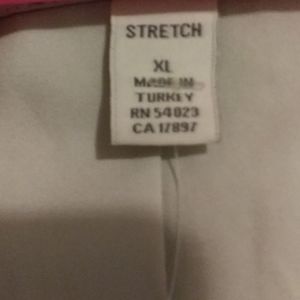 STRETCH
XL
MADE IN
TURKEY
RN 54023
CA 17897